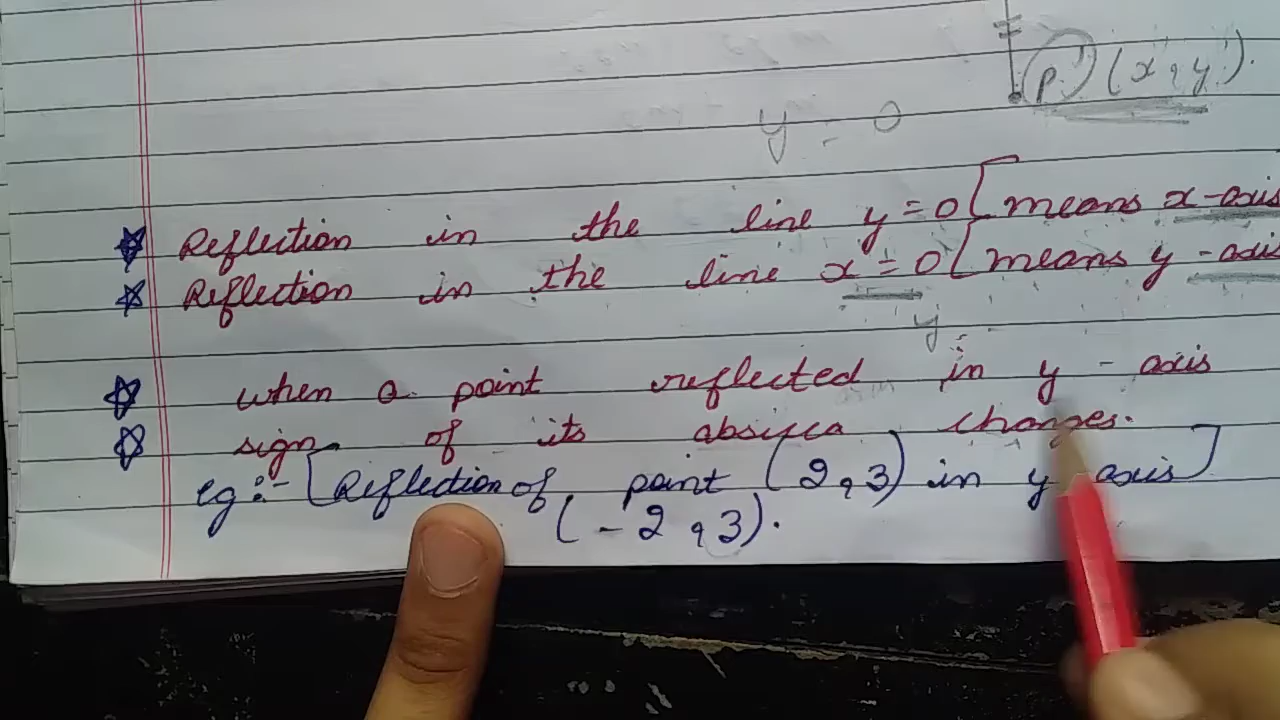 (P') (x, y').
y = 0
Reflection in the line y = 0 [means x-axis
Reflection in the line x = 0 [means y-axis
y
when a point reflected in y-axis
sign of its absicca changes.
eg:- [Reflection of point (2,3) in y axis]
(-2,3).